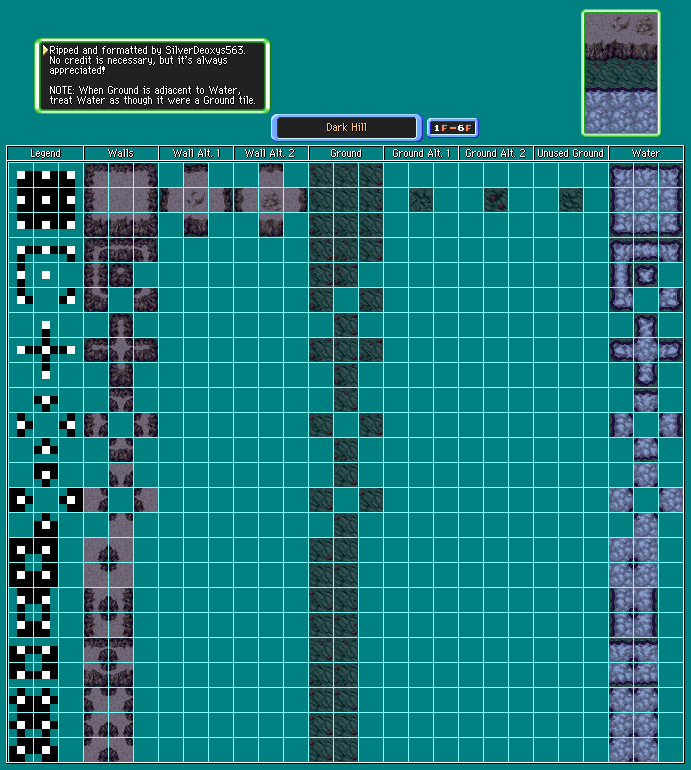 Ripped and formatted by SilverDeoxys563.
No credit is necessary, but it's always
appreciated!
NOTE: When Ground is adjacent to Water,
treat Water as though it were a Ground tile.
Dark Hill
1F-6F
Legend Walls Wall Alt. 1 Wall Alt. 2 Ground Ground Alt. 1 Ground Alt. 2 Unused Ground Water